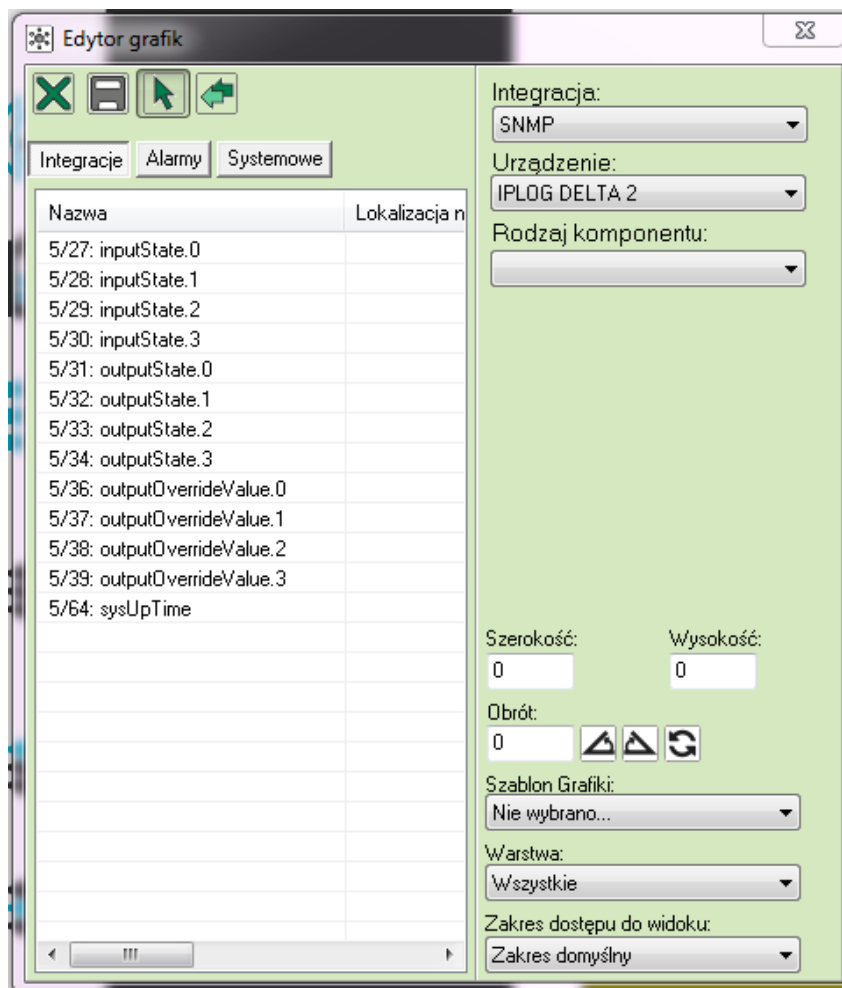 Edytor grafik
Integracje Alarmy Systemowe
Nazwa Lokalizacja n
5/27: inputState.0
5/28: inputState.1
5/29: inputState.2
5/30: inputState.3
5/31: outputState.0
5/32: outputState.1
5/33: outputState.2
5/34: outputState.3
5/36: outputOverrideValue.0
5/37: outputOverrideValue.1
5/38: outputOverrideValue.2
5/39: outputOverrideValue.3
5/64: sysUpTime
Integracja:
SNMP
Urządzenie:
IPLOG DELTA 2
Rodzaj komponentu:
Szerokość: Wysokość:
0 0
Obrót:
0
Szablon Grafiki:
Nie wybrano...
Warstwa:
Wszystkie
Zakres dostępu do widoku:
Zakres domyślny